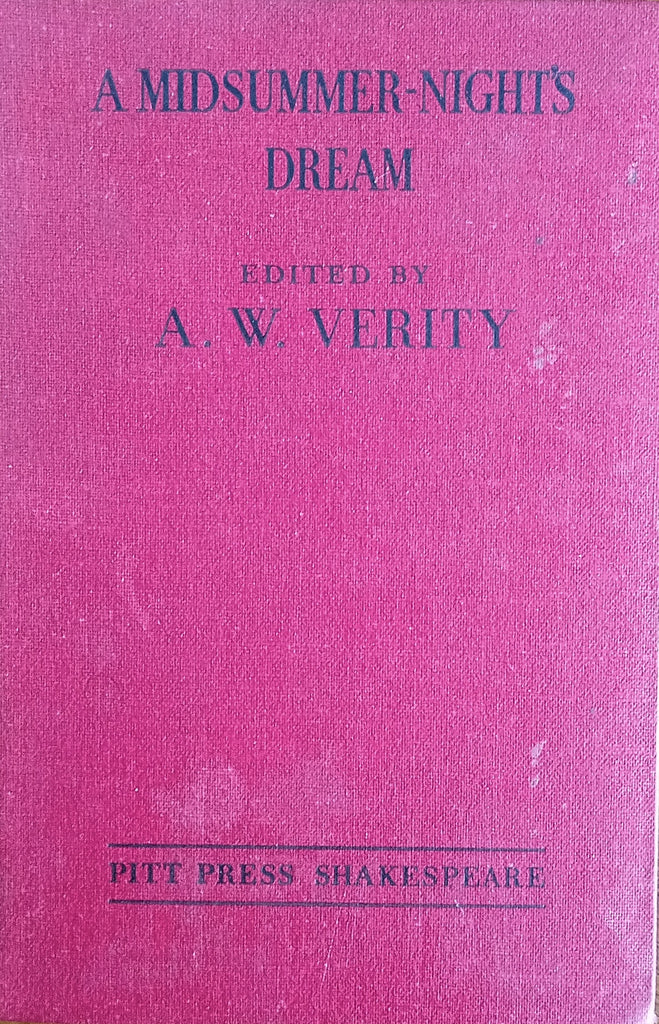 A MIDSUMMER-NIGHT'S
DREAM
EDITED BY
A. W. VERITY
PITT PRESS SHAKESPEARE